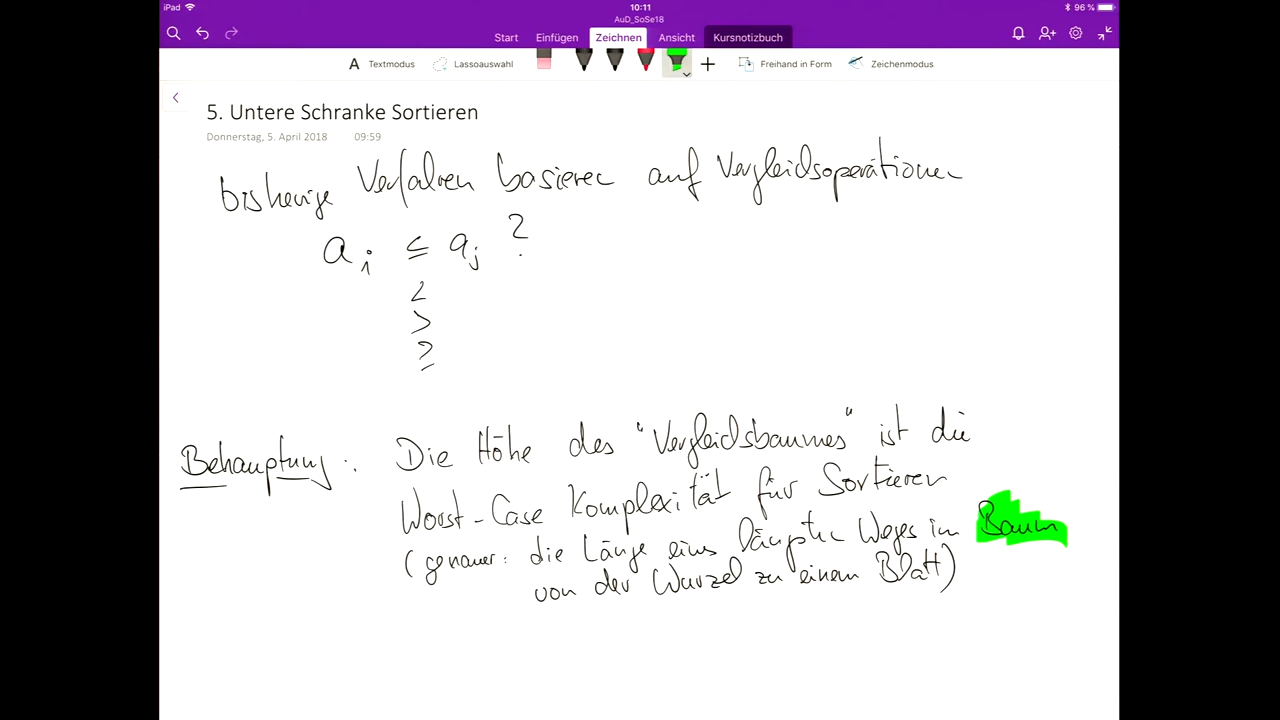 iPad 10:11 96 %
AuD_SoSe18
Start Einfügen Zeichnen Ansicht Kursnotizbuch
A Textmodus Lassoauswahl Freihand in Form Zeichenmodus
5. Untere Schranke Sortieren
Donnerstag, 5. April 2018 09:59
bisherige Verfahren basieren auf Vergleichsoperationen
a_i ≤ a_j ?
<
>
≥
Behauptung: Die Höhe des "Vergleichsbaumes" ist die
Worst-Case Komplexität für Sortieren
(genauer: die Länge eines längsten Weges im Baum
von der Wurzel zu einem Blatt)